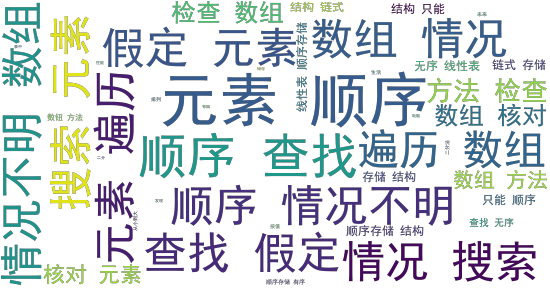 检查 数组
结构 链式
结构 只能
假定 元素
数组 情况
元素
数组
顺序存储
线性表
无序 线性表
链式 存储
元素 顺序
方法 检查
数组 核对
遍历
搜索
顺序 查找
遍历 数组
情况不明
数组 方法
存储 结构
数组 方法
元素
顺序 情况不明
只能 顺序
查找 无序
顺序存储 结构
查找 假定
情况 搜索
核对 元素
顺序存储 有序